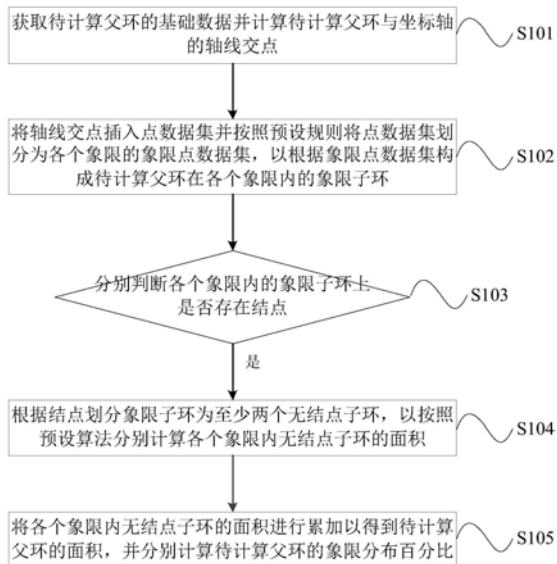 获取待计算父环的基础数据并计算待计算父环与坐标轴
的轴线交点
S101
将轴线交点插入点数据集并按照预设规则将点数据集划
分为各个象限的象限点数据集，以根据象限点数据集构
成待计算父环在各个象限内的象限子环
S102
分别判断各个象限内的象限子环上
是否存在结点
S103
是
根据结点划分象限子环为至少两个无结点子环，以按照
预设算法分别计算各个象限内无结点子环的面积
S104
将各个象限内无结点子环的面积进行累加以得到待计算
父环的面积，并分别计算待计算父环的象限分布百分比
S105